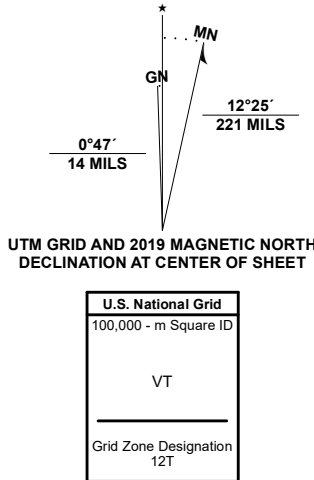 ★
MN
GN
12°25´
221 MILS
0°47´
14 MILS
UTM GRID AND 2019 MAGNETIC NORTH
DECLINATION AT CENTER OF SHEET
U.S. National Grid
100,000 - m Square ID
VT
Grid Zone Designation
12T